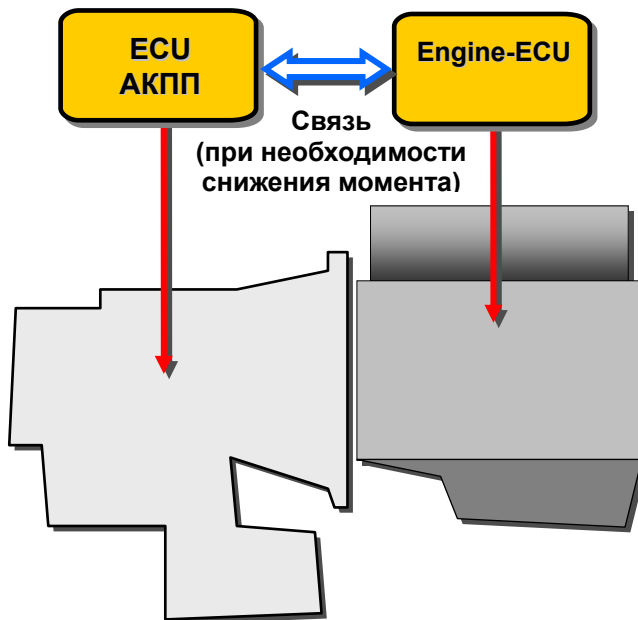 ECU
АКПП
Engine-ECU
Связь
(при необходимости
снижения момента)